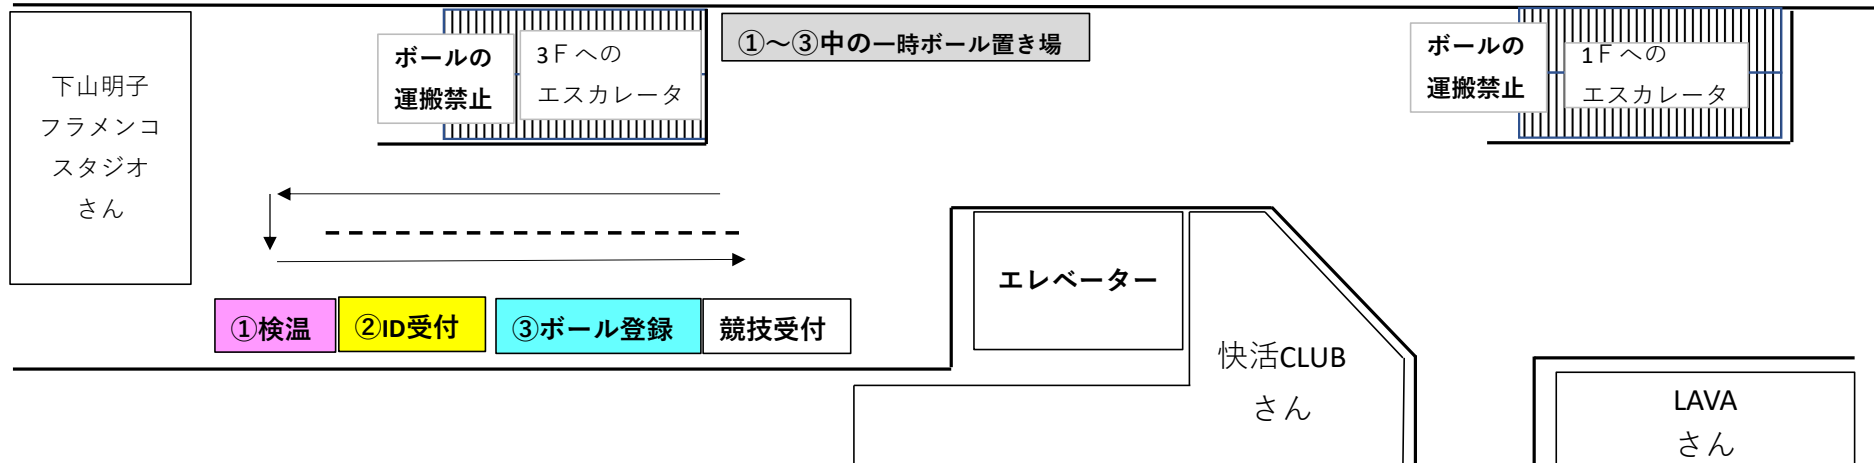 下山明子
フラメンコ
スタジオ
さん
ボールの
運搬禁止
3Fへの
エスカレータ
①～③中の一時ボール置き場
ボールの
運搬禁止
1Fへの
エスカレータ
①検温
②ID受付
③ボール登録
競技受付
エレベーター
快活CLUB
さん
LAVA
さん